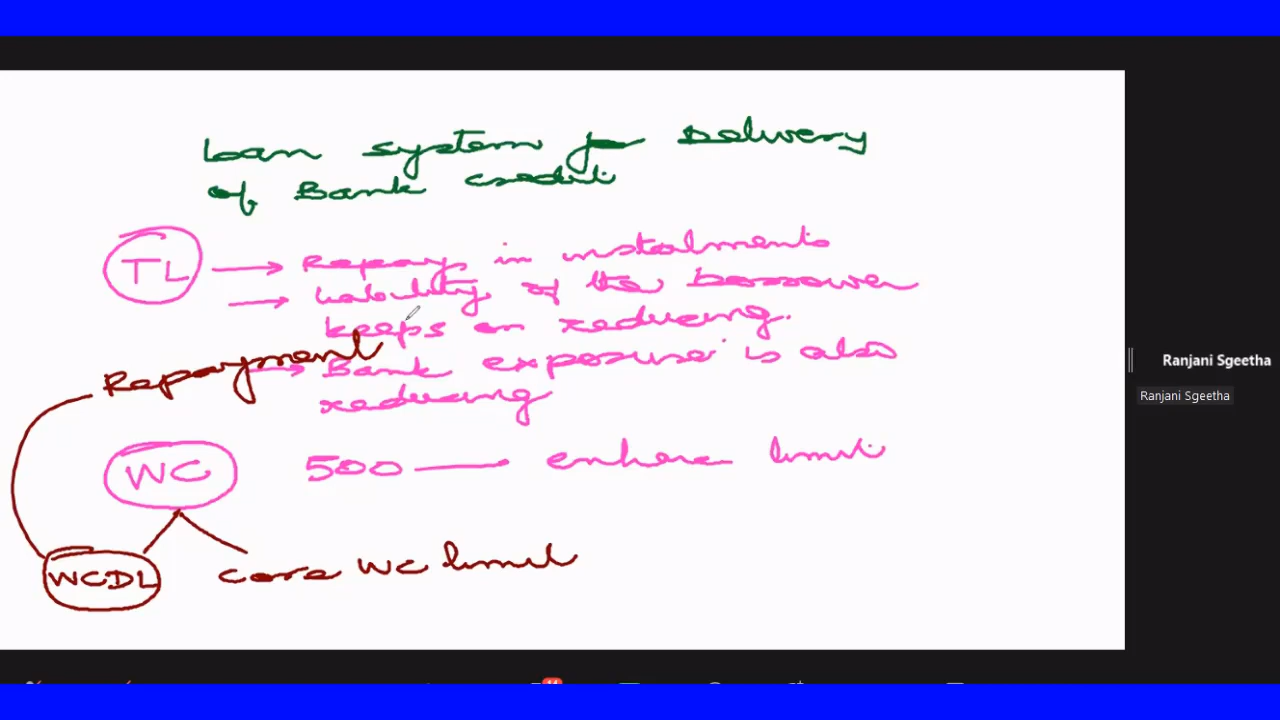 Loan system for Delivery
of Bank credit
TL → Repay in instalments
→ Liability of the borrower
keeps on reducing.
→ Bank exposure is also
reducing
Repayment
WC 500 — enhance limit
WCDL Core WC limit
Ranjani Sgeetha
Ranjani Sgeetha